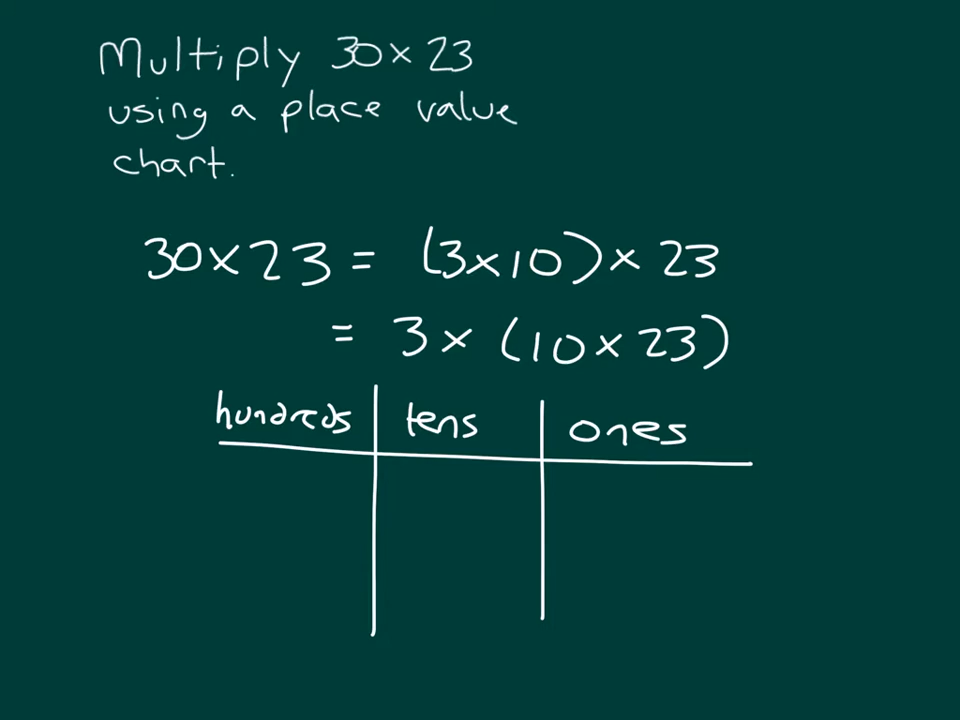 Multiply 30×23
using a place value
chart.
30×23 = (3×10)×23
= 3×(10×23)
hundreds tens ones